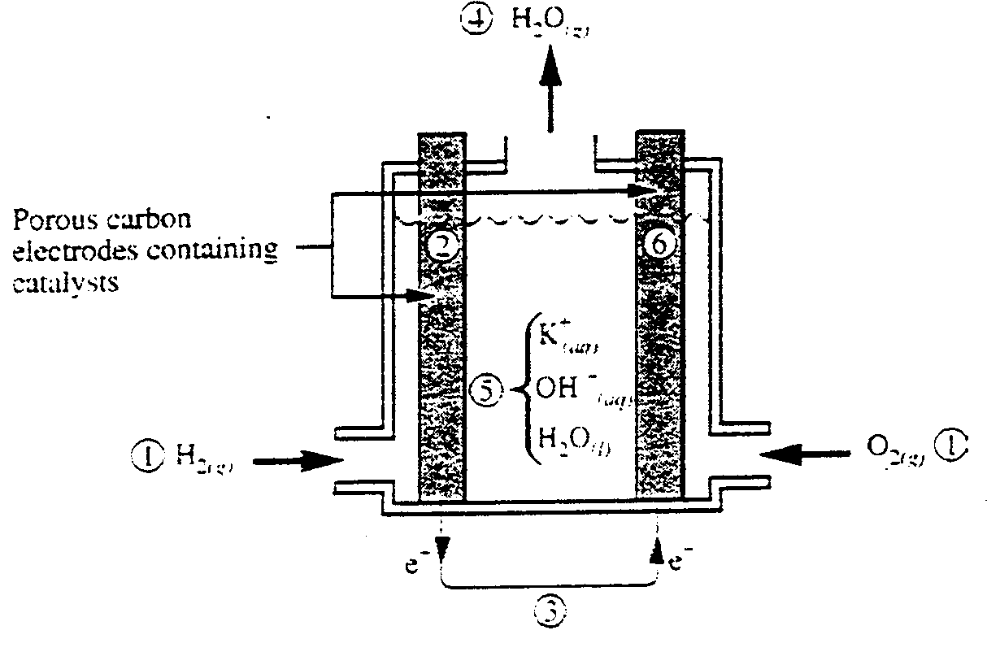 ④ H₂O(g)
Porous carbon
electrodes containing
catalysts
② ⑥
K⁺(aq)
⑤ OH⁻(aq)
H₂O(l)
① H₂(g)
O₂(g) ①
e⁻ e⁻
③